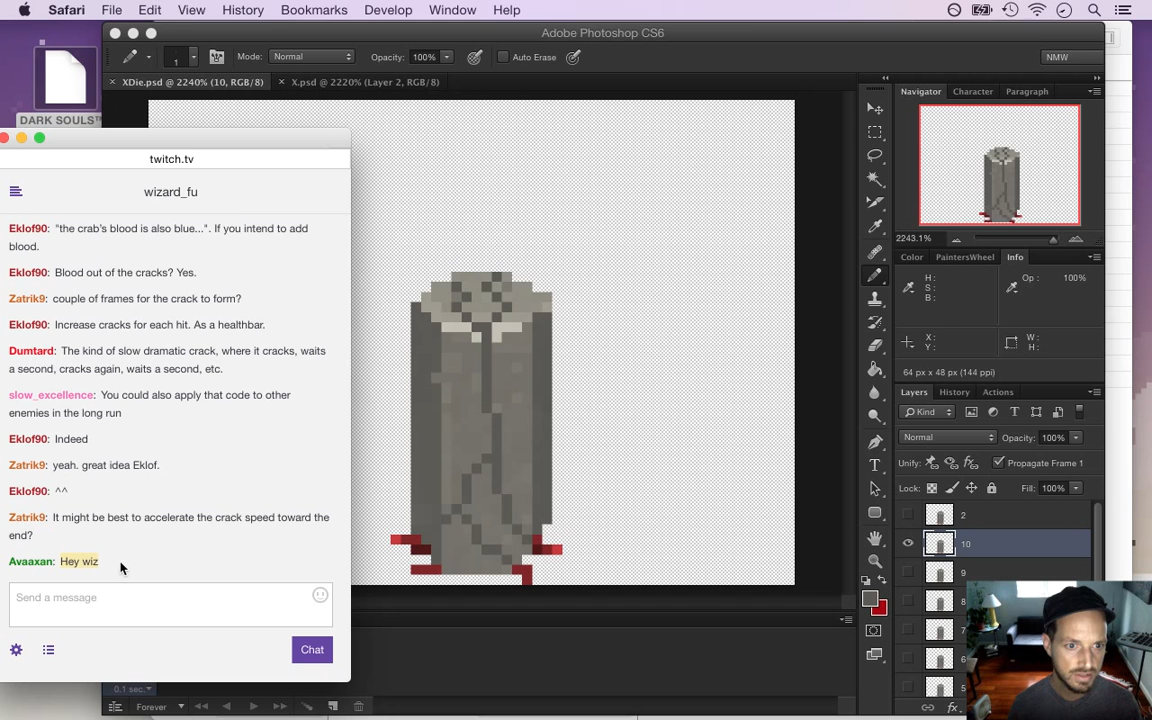 Safari File Edit View History Bookmarks Develop Window Help
Adobe Photoshop CS6
1 Mode: Normal Opacity: 100% Auto Erase NMW
× XDie.psd @ 2240% (10, RGB/8) × X.psd @ 2220% (Layer 2, RGB/8)
DARK SOULS™
twitch.tv
wizard_fu
Eklof90: "the crab's blood is also blue...". If you intend to add
blood.
Eklof90: Blood out of the cracks? Yes.
Zatrik9: couple of frames for the crack to form?
Eklof90: Increase cracks for each hit. As a healthbar.
Dumtard: The kind of slow dramatic crack, where it cracks, waits
a second, cracks again, waits a second, etc.
slow_excellence: You could also apply that code to other
enemies in the long run
Eklof90: Indeed
Zatrik9: yeah. great idea Eklof.
Eklof90: ^^
Zatrik9: It might be best to accelerate the crack speed toward the
end?
Avaaxan: Hey wiz
Send a message
Chat
0.1 sec.
Forever
Navigator Character Paragraph
2243.1%
Color PaintersWheel Info
H:
S:
B:
Op: 100%
X:
Y:
W:
H:
64 px x 48 px (144 ppi)
Layers History Actions
Kind
Normal Opacity: 100%
Unify: Propagate Frame 1
Lock: Fill: 100%
2
10
9
8
7
6
5